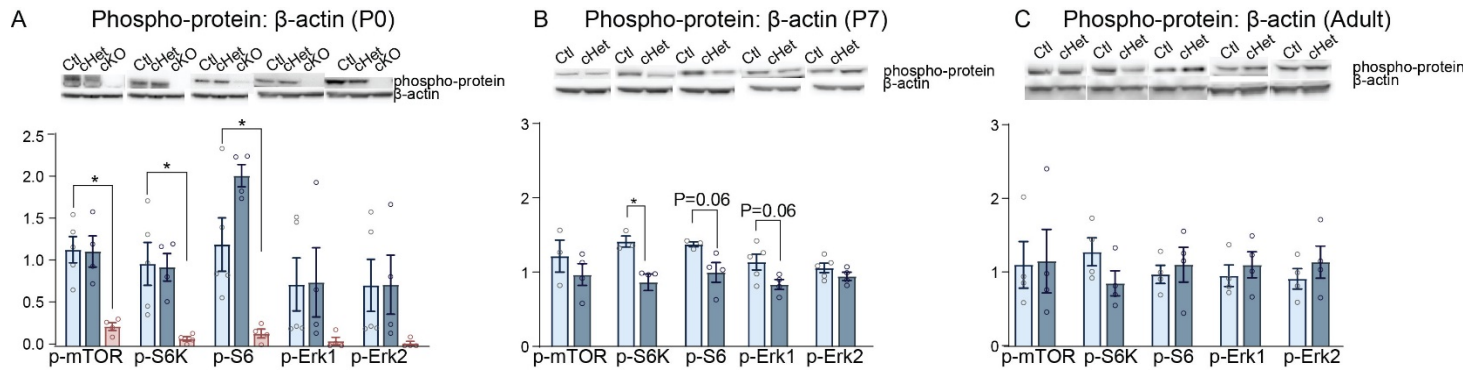 A Phospho-protein: β-actin (P0)
Ctl cHet cKO Ctl cHet cKO Ctl cHet cKO Ctl cHet cKO Ctl cHet cKO
phospho-protein
β-actin
2.5
2.0
1.5
1.0
0.5
0.0
* * *
p-mTOR p-S6K p-S6 p-Erk1 p-Erk2
B Phospho-protein: β-actin (P7)
Ctl cHet Ctl cHet Ctl cHet Ctl cHet Ctl cHet
phospho-protein
β-actin
3
2
1
0
* P=0.06 P=0.06
p-mTOR p-S6K p-S6 p-Erk1 p-Erk2
C Phospho-protein: β-actin (Adult)
Ctl cHet Ctl cHet Ctl cHet Ctl cHet Ctl cHet
phospho-protein
β-actin
3
2
1
0
p-mTOR p-S6K p-S6 p-Erk1 p-Erk2